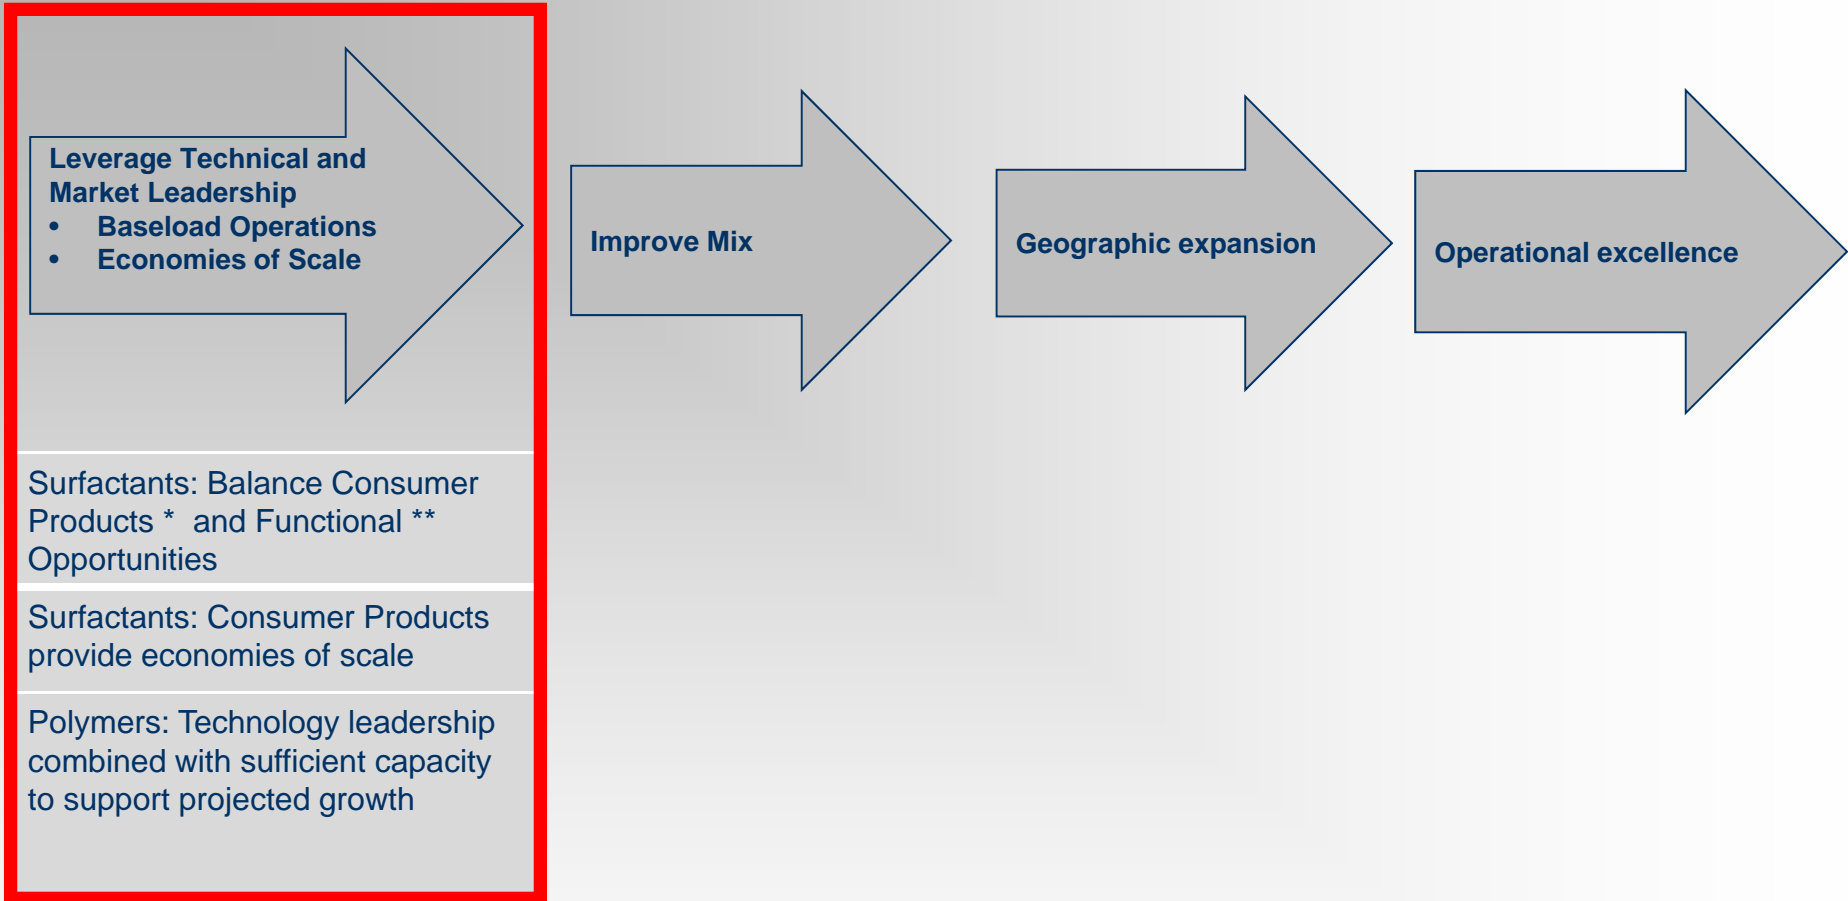 Leverage Technical and
Market Leadership
• Baseload Operations
• Economies of Scale
Improve Mix
Geographic expansion
Operational excellence
Surfactants: Balance Consumer
Products *  and Functional **
Opportunities
Surfactants: Consumer Products
provide economies of scale
Polymers: Technology leadership
combined with sufficient capacity
to support projected growth